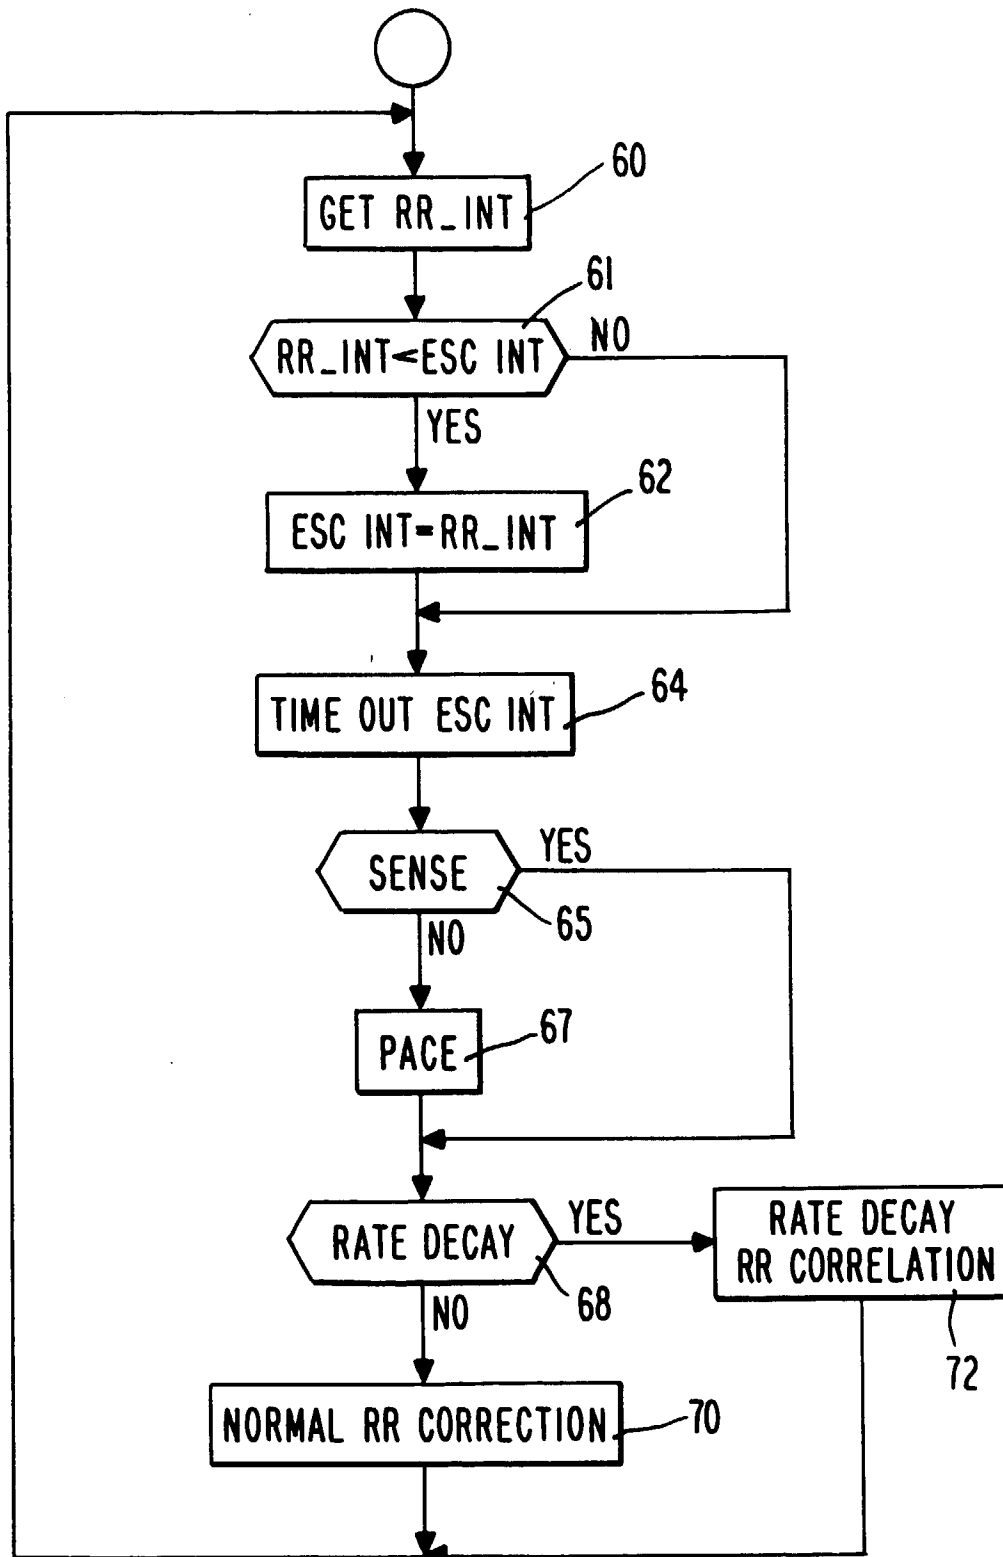 60
GET RR_INT
61
RR_INT<ESC INT
NO
YES
62
ESC INT=RR_INT
64
TIME OUT ESC INT
SENSE
YES
65
NO
67
PACE
RATE DECAY
YES
68
NO
RATE DECAY
RR CORRELATION
72
NORMAL RR CORRECTION
70